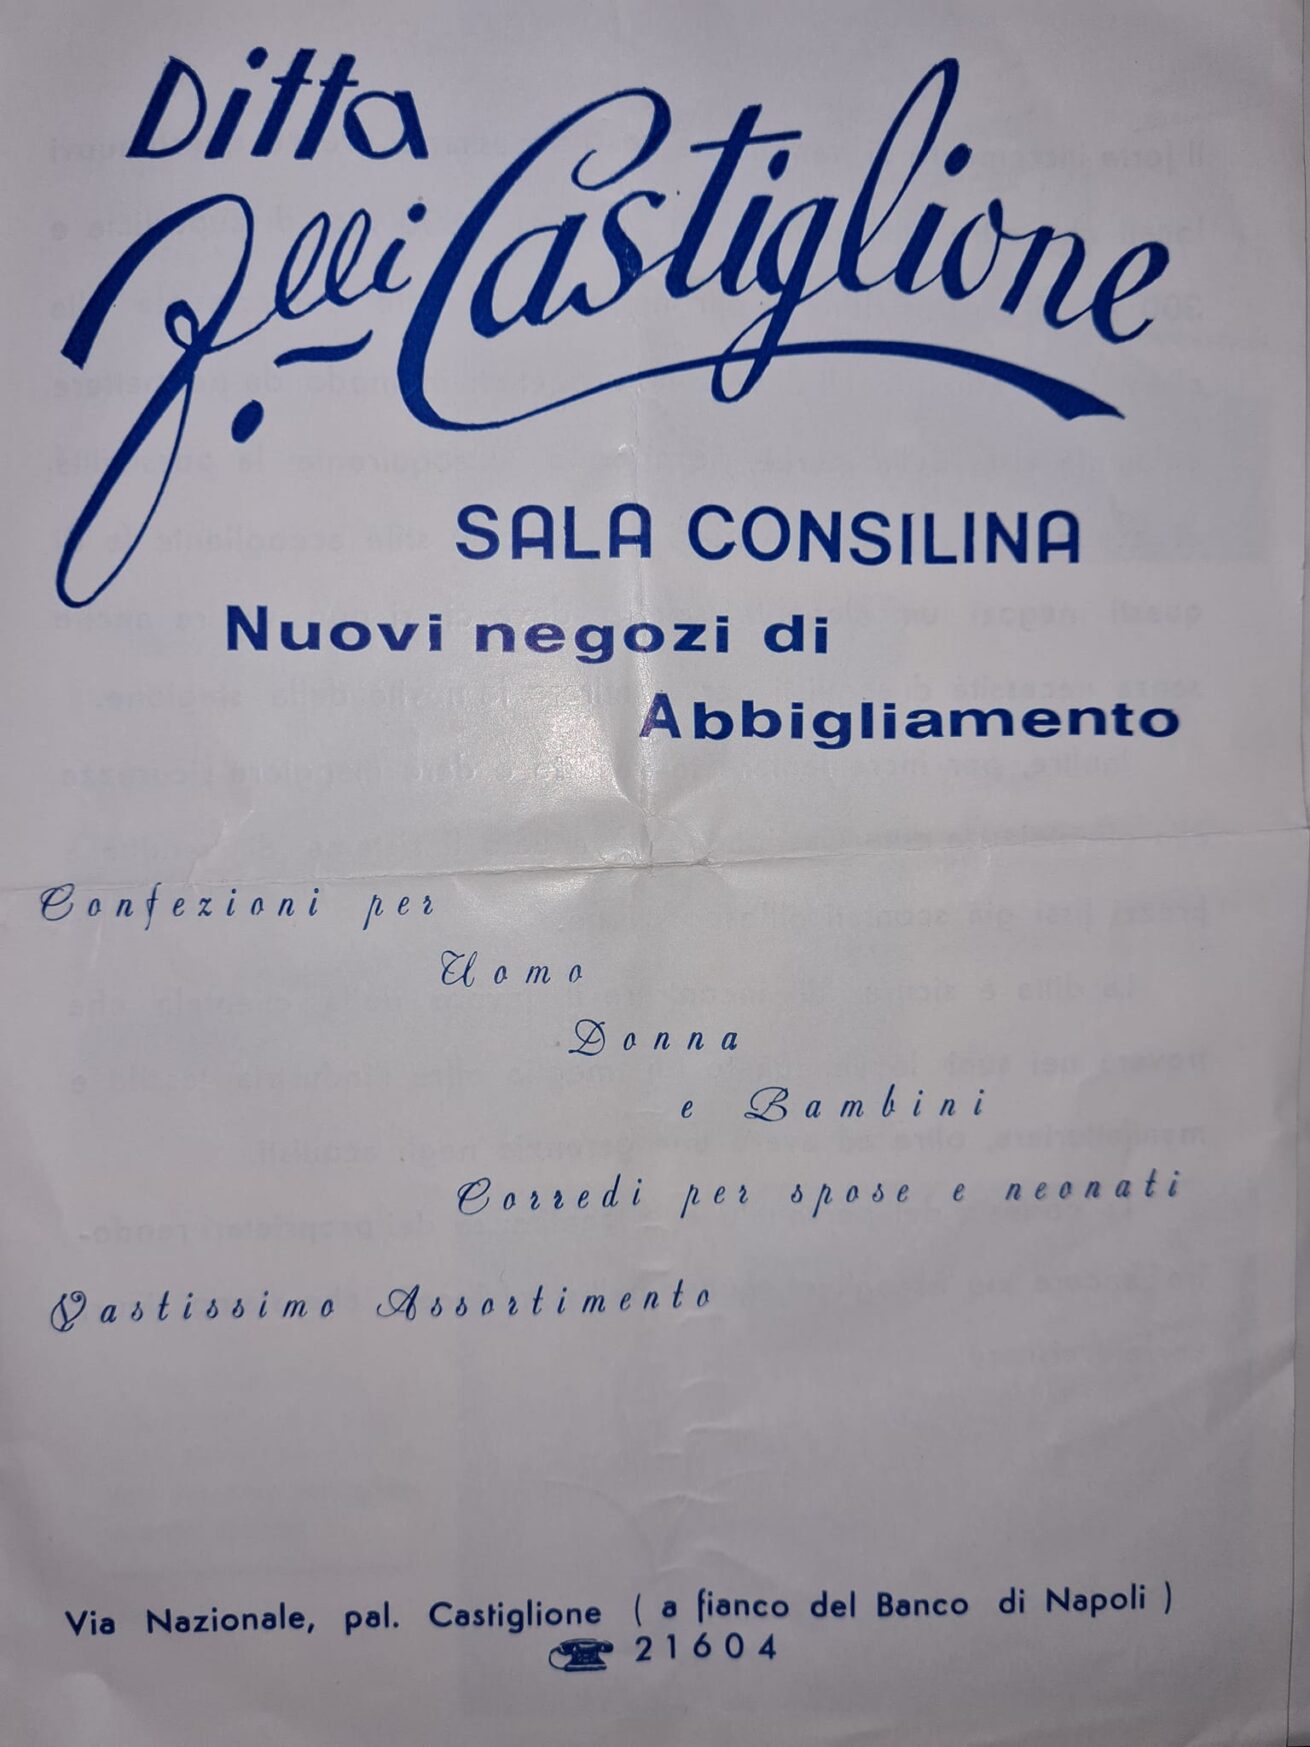 Ditta
F.lli Castiglione
SALA CONSILINA
Nuovi negozi di
Abbigliamento
Confezioni per
Uomo
Donna
e Bambini
Corredi per spose e neonati
Vastissimo Assortimento
Via Nazionale, pal. Castiglione ( a fianco del Banco di Napoli )
21604